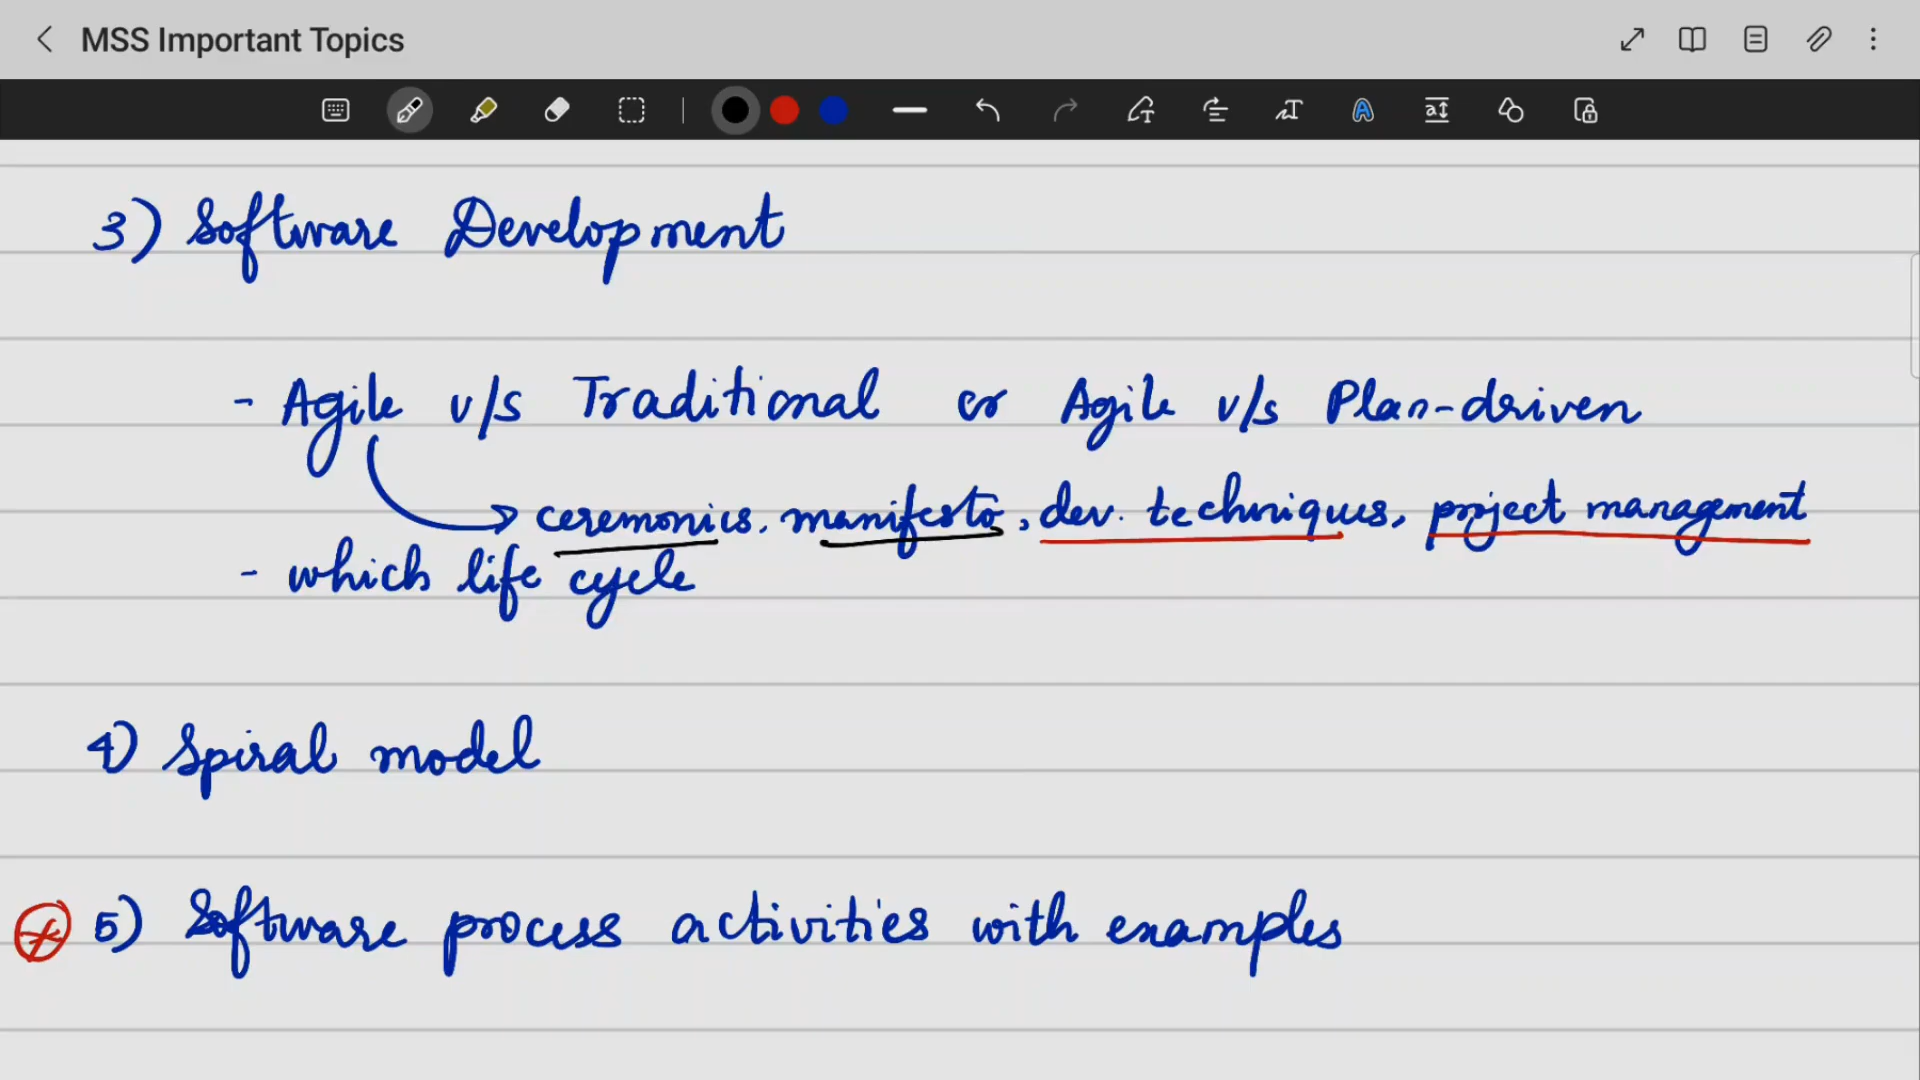 MSS Important Topics
3) Software Development
- Agile v/s Traditional or Agile v/s Plan-driven
→ ceremonies, manifesto, dev. techniques, project management
- which life cycle
4) Spiral model
5) Software process activities with examples